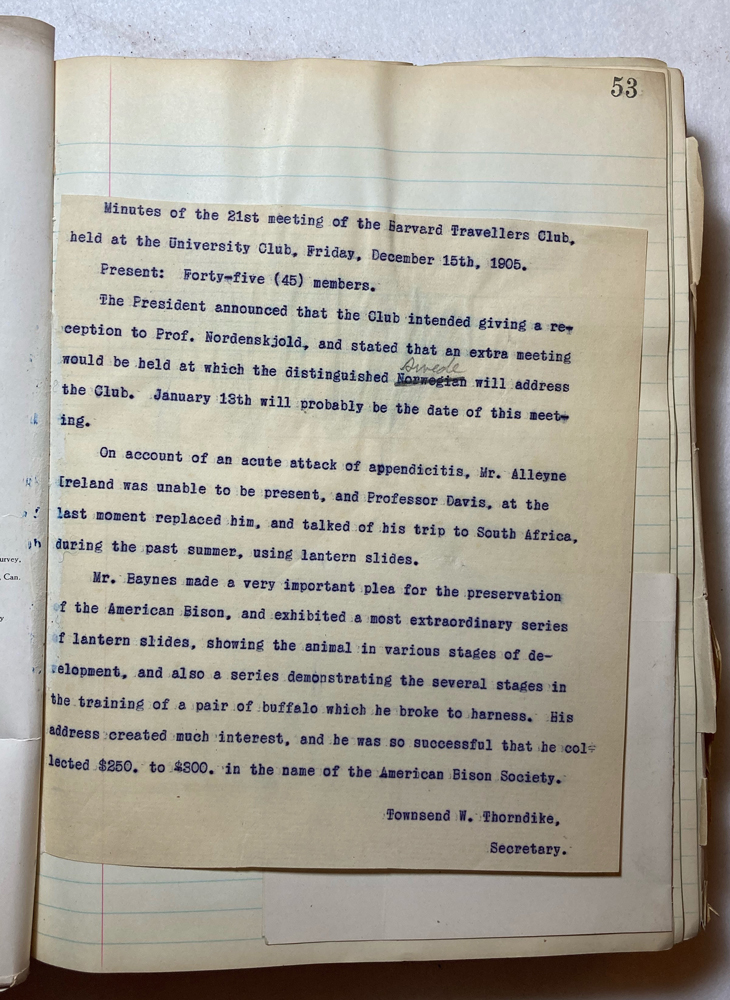 53
Minutes of the 21st meeting of the Harvard Travellers Club,
held at the University Club, Friday, December 15th, 1905.
Present: Forty-five (45) members.
The President announced that the Club intended giving a re-
ception to Prof. Nordenskjold, and stated that an extra meeting
Swede
would be held at which the distinguished Norwegian will address
the Club. January 13th will probably be the date of this meet-
ing.
On account of an acute attack of appendicitis, Mr. Alleyne
Ireland was unable to be present, and Professor Davis, at the
last moment replaced him, and talked of his trip to South Africa,
during the past summer, using lantern slides.
Mr. Baynes made a very important plea for the preservation
of the American Bison, and exhibited a most extraordinary series
of lantern slides, showing the animal in various stages of de-
velopment, and also a series demonstrating the several stages in
the training of a pair of buffalo which he broke to harness. His
address created much interest, and he was so successful that he col-
lected $250. to $300. in the name of the American Bison Society.
Townsend W. Thorndike,
Secretary.
urvey.
Can.
y